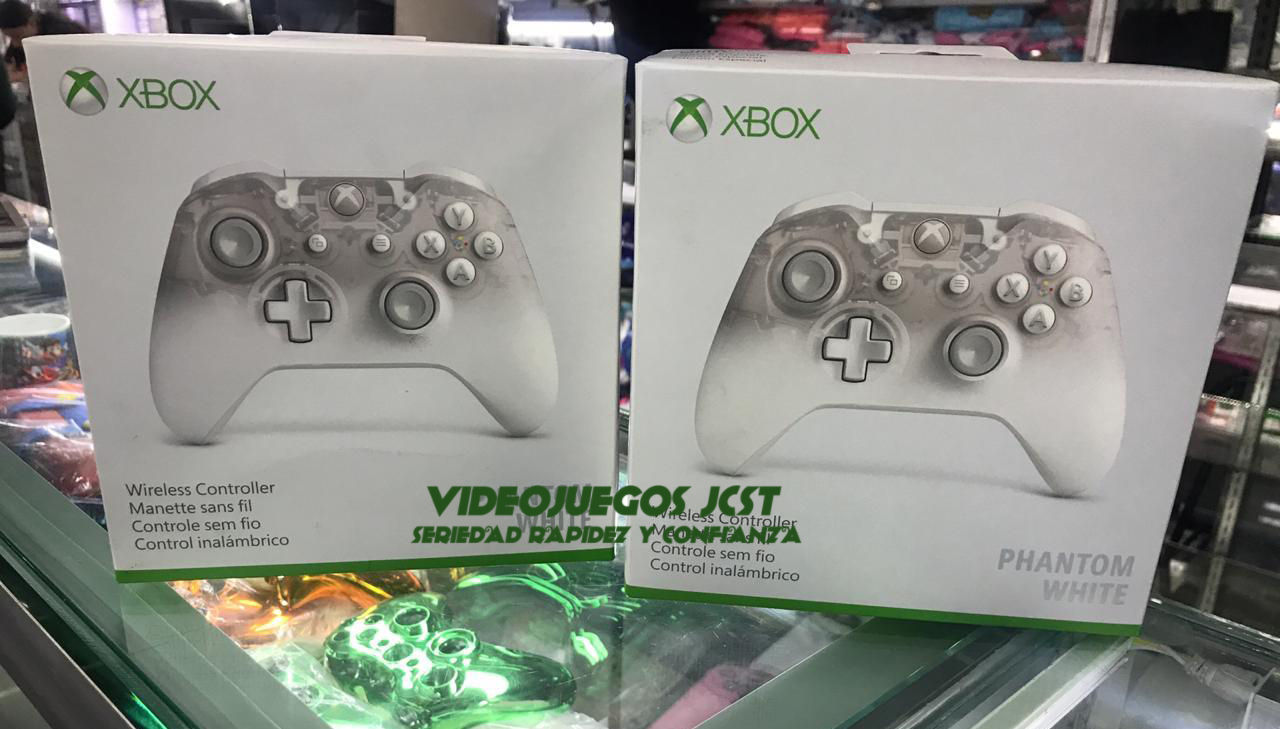 XBOX
Y
X B
A
Wireless Controller
Manette sans fil
Controle sem fio
Control inalámbrico
WHITE
XBOX
Y
X B
A
Wireless Controller
Controle sem fio
Control inalámbrico
PHANTOM
WHITE
VIDEOJUEGOS JCST
SERIEDAD RAPIDEZ Y CONFIANZA